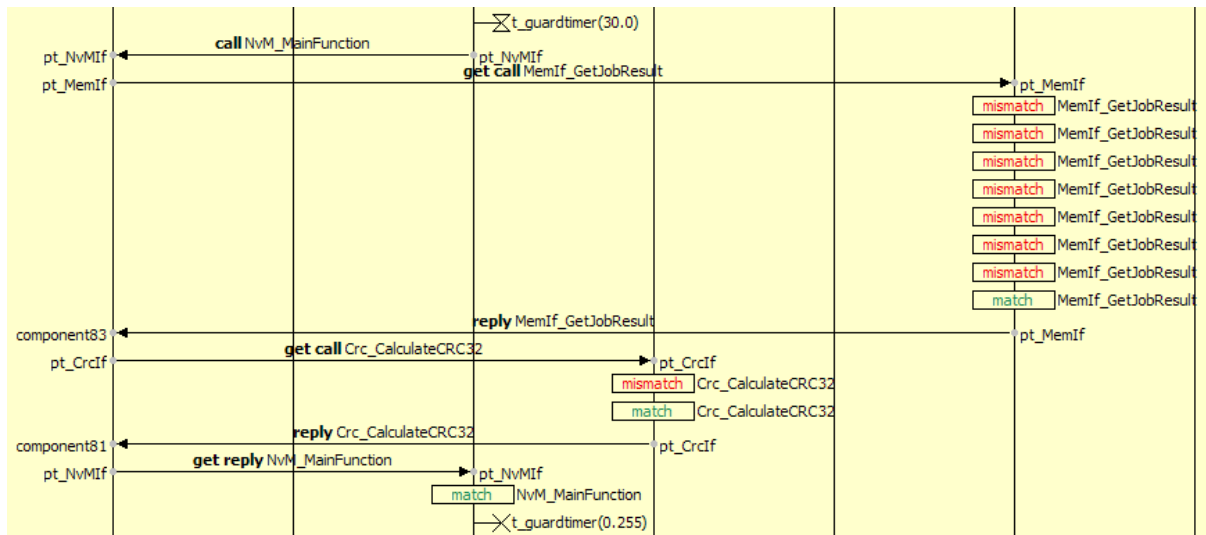 t_guardtimer(30.0)
call NvM_MainFunction
pt_NvMIf pt_NvMIf
get call MemIf_GetJobResult
pt_MemIf pt_MemIf
mismatch MemIf_GetJobResult
mismatch MemIf_GetJobResult
mismatch MemIf_GetJobResult
mismatch MemIf_GetJobResult
mismatch MemIf_GetJobResult
mismatch MemIf_GetJobResult
mismatch MemIf_GetJobResult
match MemIf_GetJobResult
reply MemIf_GetJobResult
component83 pt_MemIf
get call Crc_CalculateCRC32
pt_CrcIf pt_CrcIf
mismatch Crc_CalculateCRC32
match Crc_CalculateCRC32
reply Crc_CalculateCRC32
component81 pt_CrcIf
get reply NvM_MainFunction
pt_NvMIf pt_NvMIf
match NvM_MainFunction
t_guardtimer(0.255)